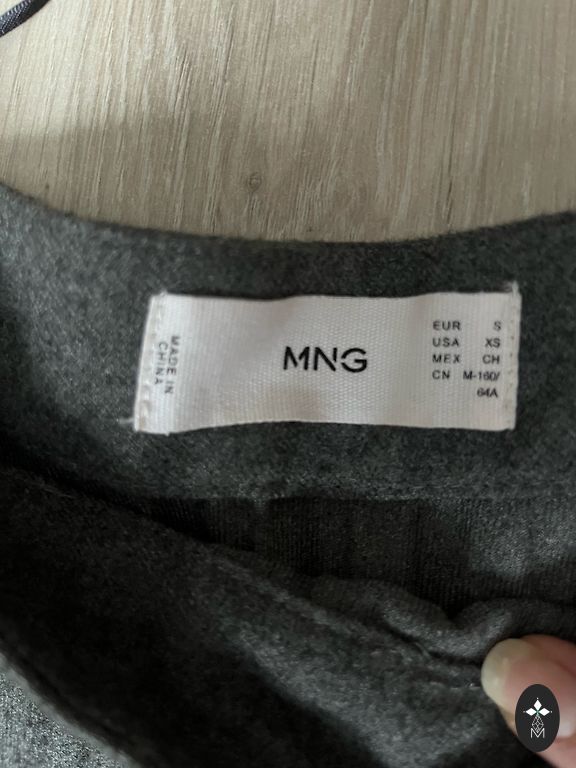 MADE IN
CHINA
MNG
EUR S
USA XS
MEX CH
CN M-160/
64A